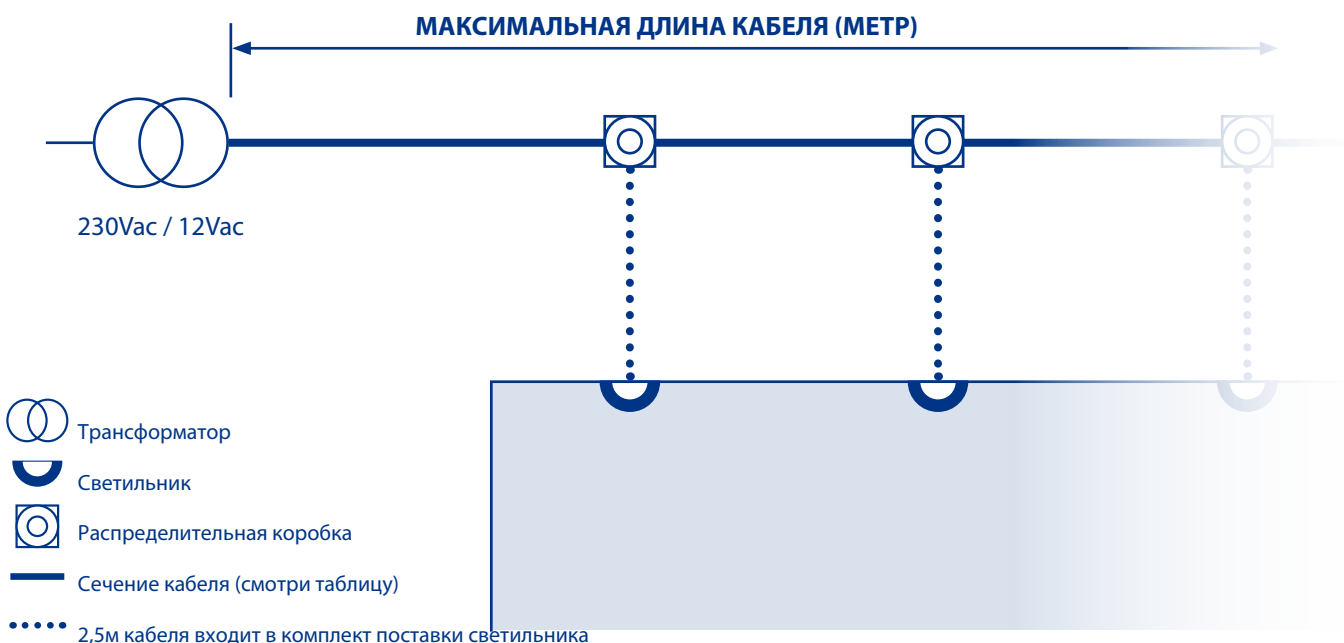 МАКСИМАЛЬНАЯ ДЛИНА КАБЕЛЯ (МЕТР)
230Vac / 12Vac
Трансформатор
Светильник
Распределительная коробка
Сечение кабеля (смотри таблицу)
2,5м кабеля входит в комплект поставки светильника